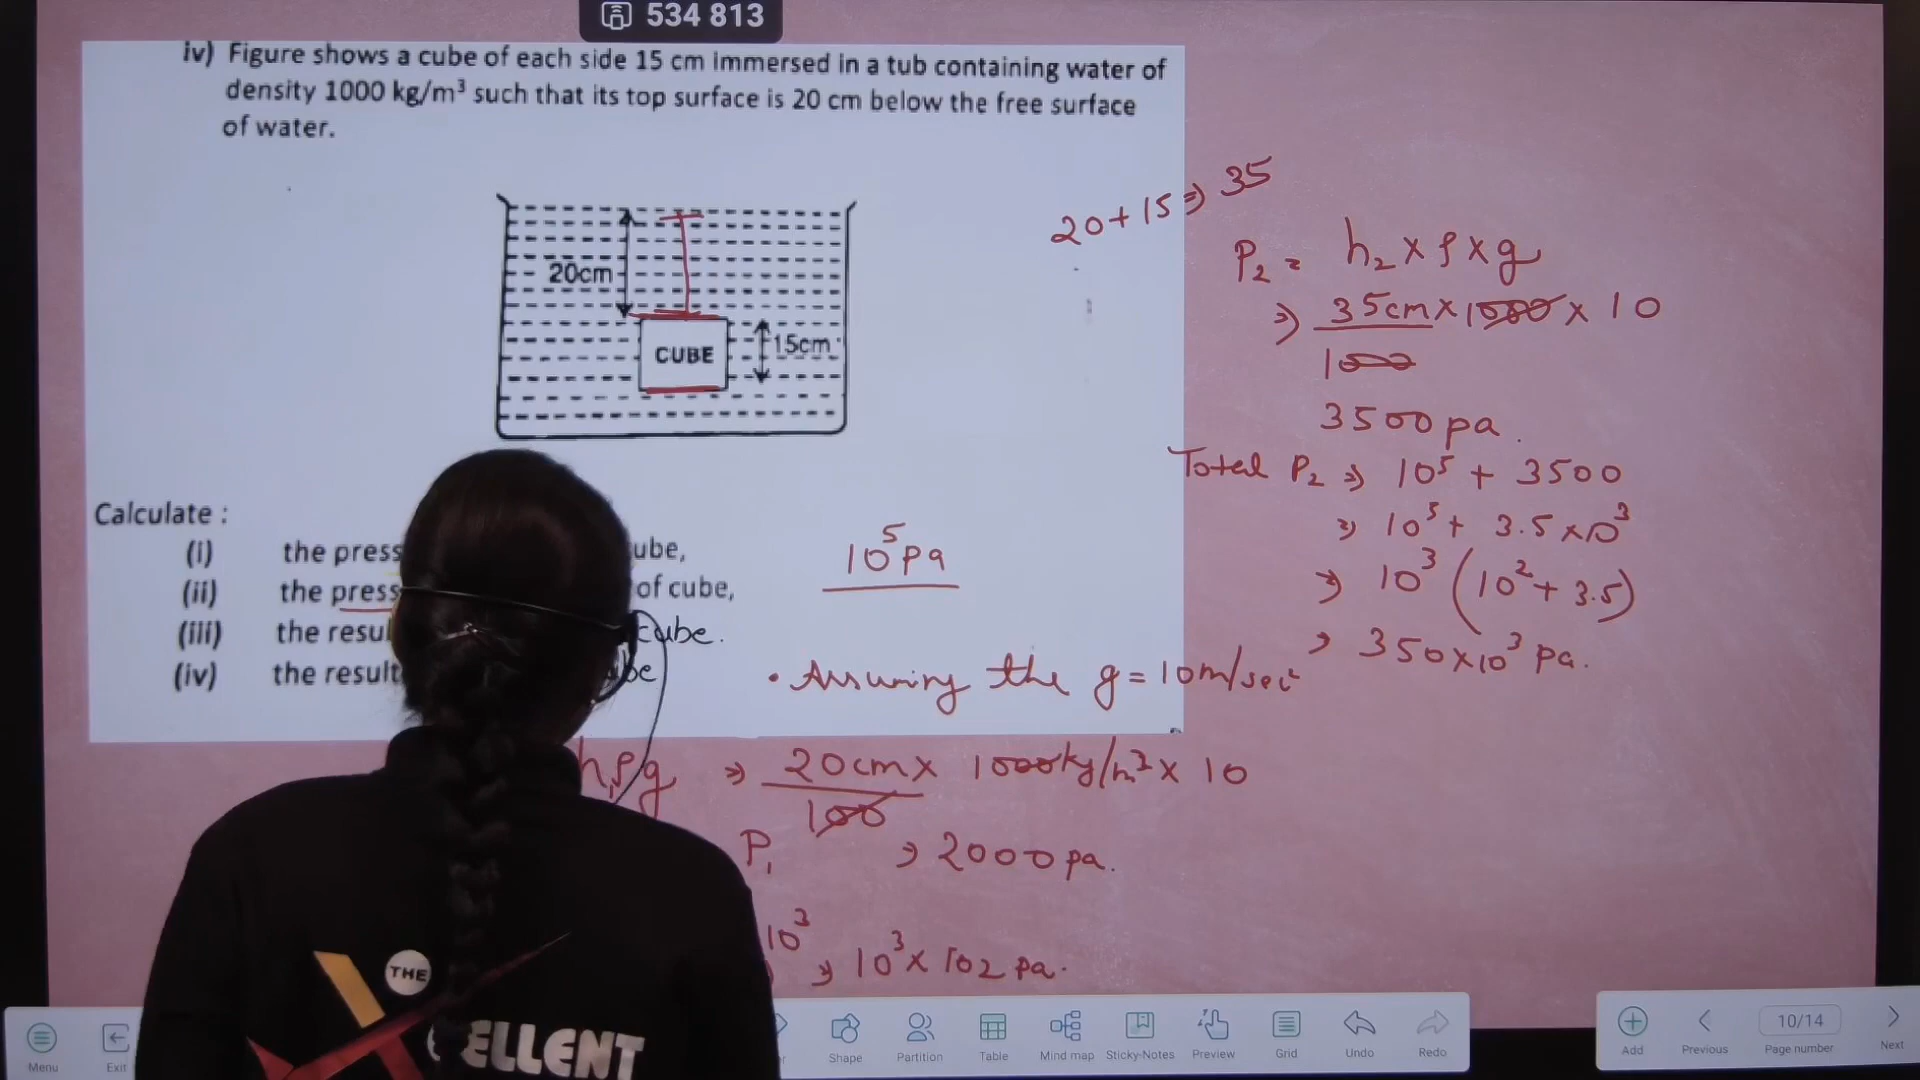 534 813
iv) Figure shows a cube of each side 15 cm immersed in a tub containing water of
density 1000 kg/m³ such that its top surface is 20 cm below the free surface
of water.
20cm
CUBE
15cm
20+15⇒35
P₂ = h₂ × ρ × g
⇒ 35cm × 1000 × 10
1000
3500 pa.
Total P₂ ⇒ 10⁵ + 3500
⇒ 10⁵ + 3.5 × 10³
⇒ 10³ (10² + 3.5)
⇒ 350 × 10³ pa.
Calculate :
(i) the press ube,
(ii) the press of cube,
(iii) the resul cube.
(iv) the result be
10⁵ pa
• Assuming the g = 10m/sec²
h₁ρg ⇒ 20cm × 1000kg/m³ × 10
100
P₁ ⇒ 2000 pa.
10³
⇒ 10³ × 102 pa.
THE
ELLENT
Menu
Exit
Shape
Partition
Table
Mind map
Sticky-Notes
Preview
Grid
Undo
Redo
Add
Previous
10/14
Page number
Next